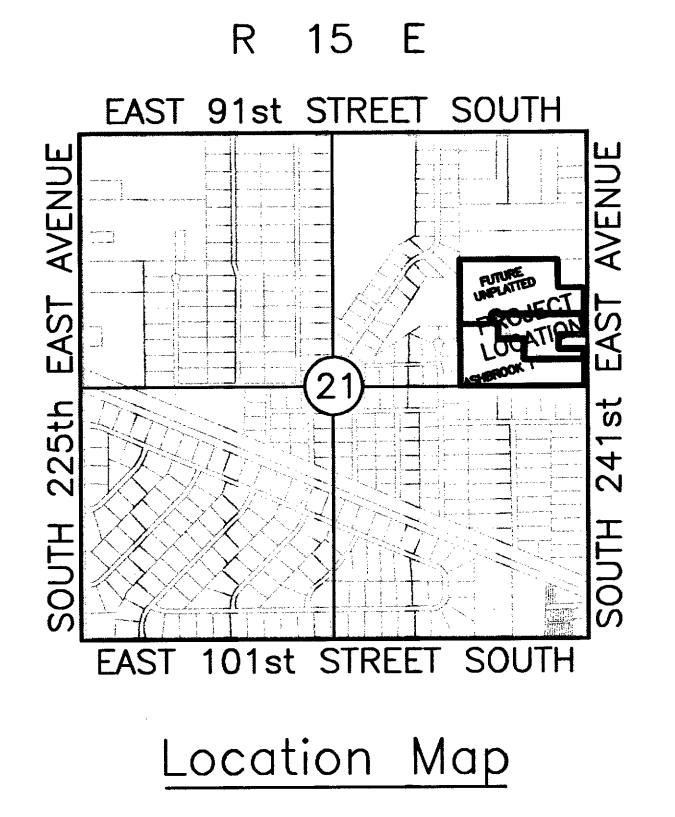 R 15 E
EAST 91st STREET SOUTH
SOUTH 225th EAST AVENUE
SOUTH 241st EAST AVENUE
FUTURE
UNPLATTED
PROJECT
LOCATION
ASHBROOK 1
21
EAST 101st STREET SOUTH
Location Map